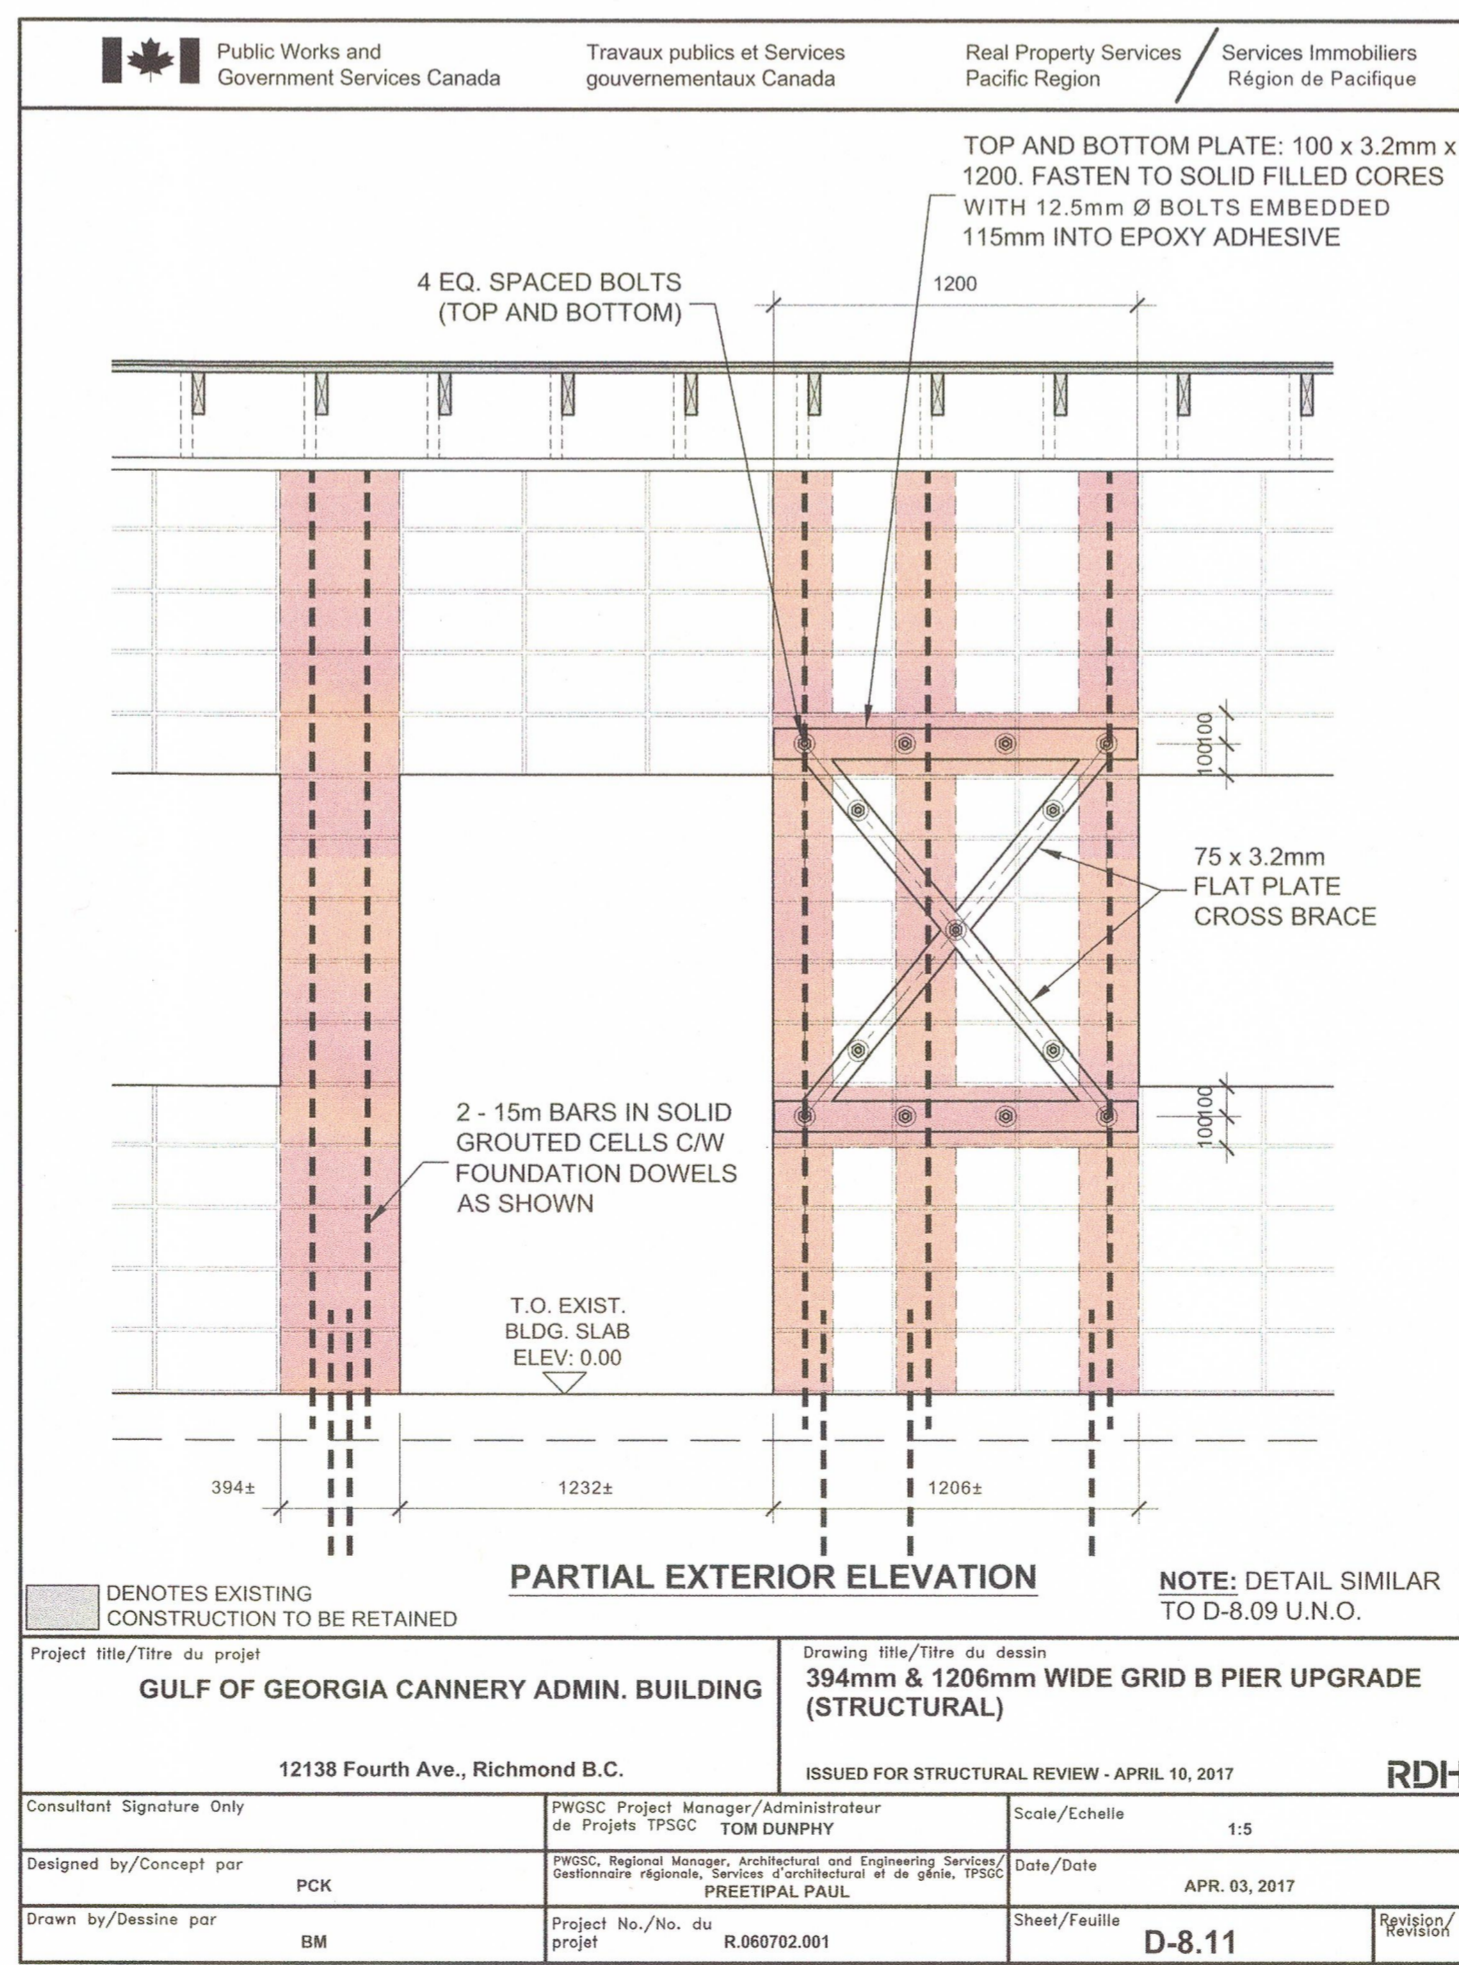 Public Works and
Government Services Canada
Travaux publics et Services
gouvernementaux Canada
Real Property Services
Pacific Region
Services Immobiliers
Région de Pacifique
TOP AND BOTTOM PLATE: 100 x 3.2mm x
1200. FASTEN TO SOLID FILLED CORES
WITH 12.5mm Ø BOLTS EMBEDDED
115mm INTO EPOXY ADHESIVE
4 EQ. SPACED BOLTS
(TOP AND BOTTOM)
1200
100
100
75 x 3.2mm
FLAT PLATE
CROSS BRACE
100
100
2 - 15m BARS IN SOLID
GROUTED CELLS C/W
FOUNDATION DOWELS
AS SHOWN
T.O. EXIST.
BLDG. SLAB
ELEV: 0.00
394±
1232±
1206±
PARTIAL EXTERIOR ELEVATION
DENOTES EXISTING
CONSTRUCTION TO BE RETAINED
NOTE: DETAIL SIMILAR
TO D-8.09 U.N.O.
Project title/Titre du projet
GULF OF GEORGIA CANNERY ADMIN. BUILDING
12138 Fourth Ave., Richmond B.C.
Drawing title/Titre du dessin
394mm & 1206mm WIDE GRID B PIER UPGRADE
(STRUCTURAL)
ISSUED FOR STRUCTURAL REVIEW - APRIL 10, 2017
RDH
Consultant Signature Only
PWGSC Project Manager/Administrateur
de Projets TPSGC TOM DUNPHY
Scale/Echelle
1:5
Designed by/Concept par
PCK
PWGSC, Regional Manager, Architectural and Engineering Services/
Gestionnaire régionale, Services d'architectural et de génie, TPSGC
PREETIPAL PAUL
Date/Date
APR. 03, 2017
Drawn by/Dessine par
BM
Project No./No. du
projet R.060702.001
Sheet/Feuille
D-8.11
Revision/
Revision